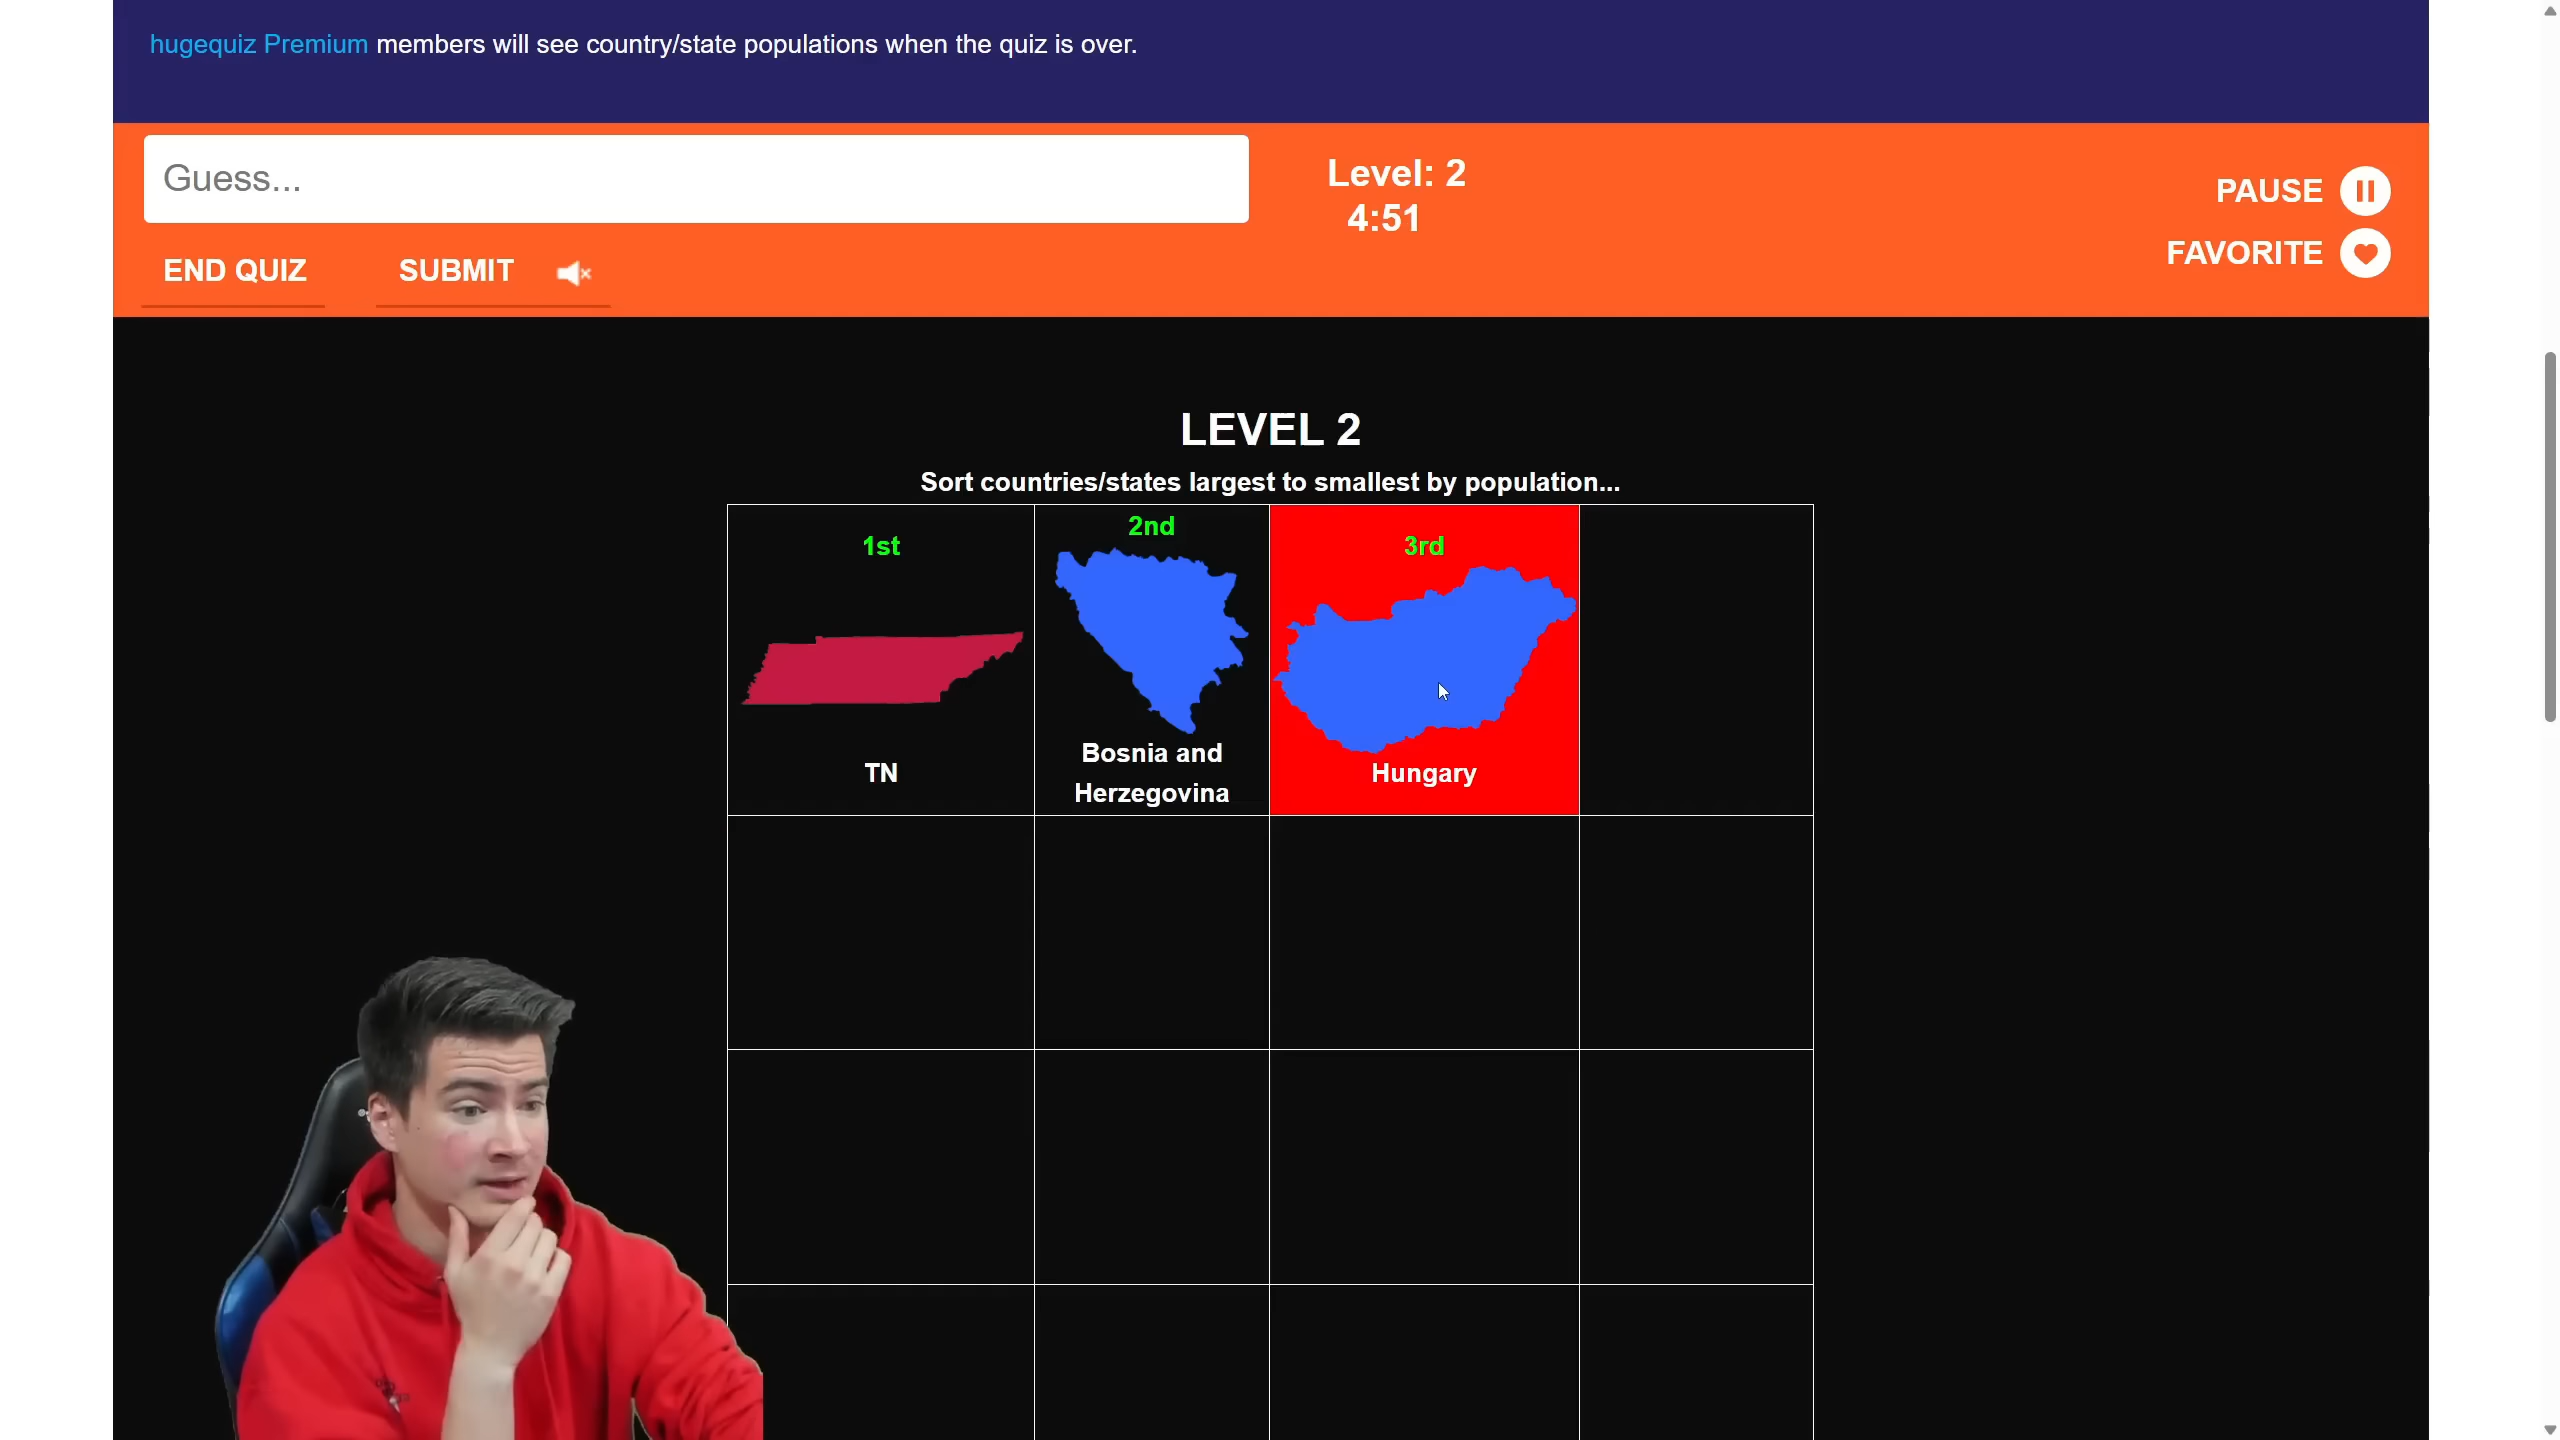 hugequiz Premium members will see country/state populations when the quiz is over.
Guess...
Level: 2
4:51
PAUSE
FAVORITE
END QUIZ
SUBMIT
LEVEL 2
Sort countries/states largest to smallest by population...
1st
TN
2nd
Bosnia and
Herzegovina
3rd
Hungary